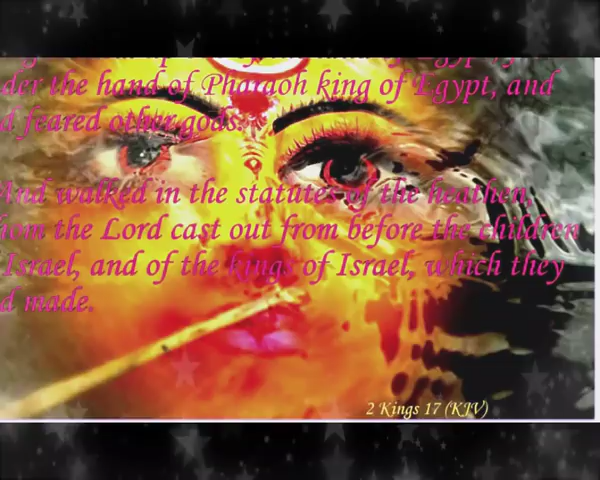 der the hand of Pharaoh king of Egypt, and
d feared other gods.
And walked in the statutes of the heathen,
hom the Lord cast out from before the children
Israel, and of the kings of Israel, which they
d made.
2 Kings 17 (KJV)